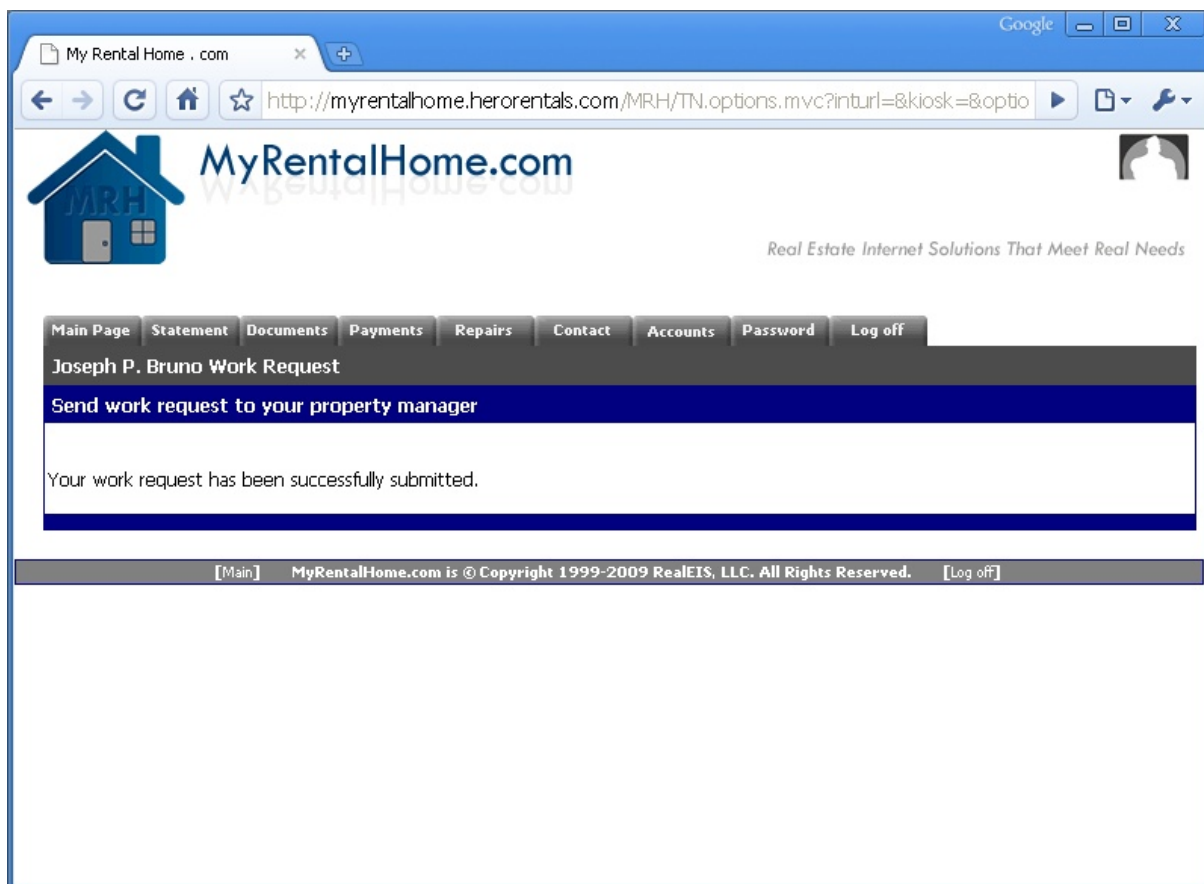 Google
My Rental Home . com
http://myrentalhome.herorentals.com/MRH/TN.options.mvc?inturl=&kiosk=&optio
MRH
MyRentalHome.com
Real Estate Internet Solutions That Meet Real Needs
Main Page Statement Documents Payments Repairs Contact Accounts Password Log off
Joseph P. Bruno Work Request
Send work request to your property manager
Your work request has been successfully submitted.
[Main] MyRentalHome.com is © Copyright 1999-2009 RealEIS, LLC. All Rights Reserved. [Log off]